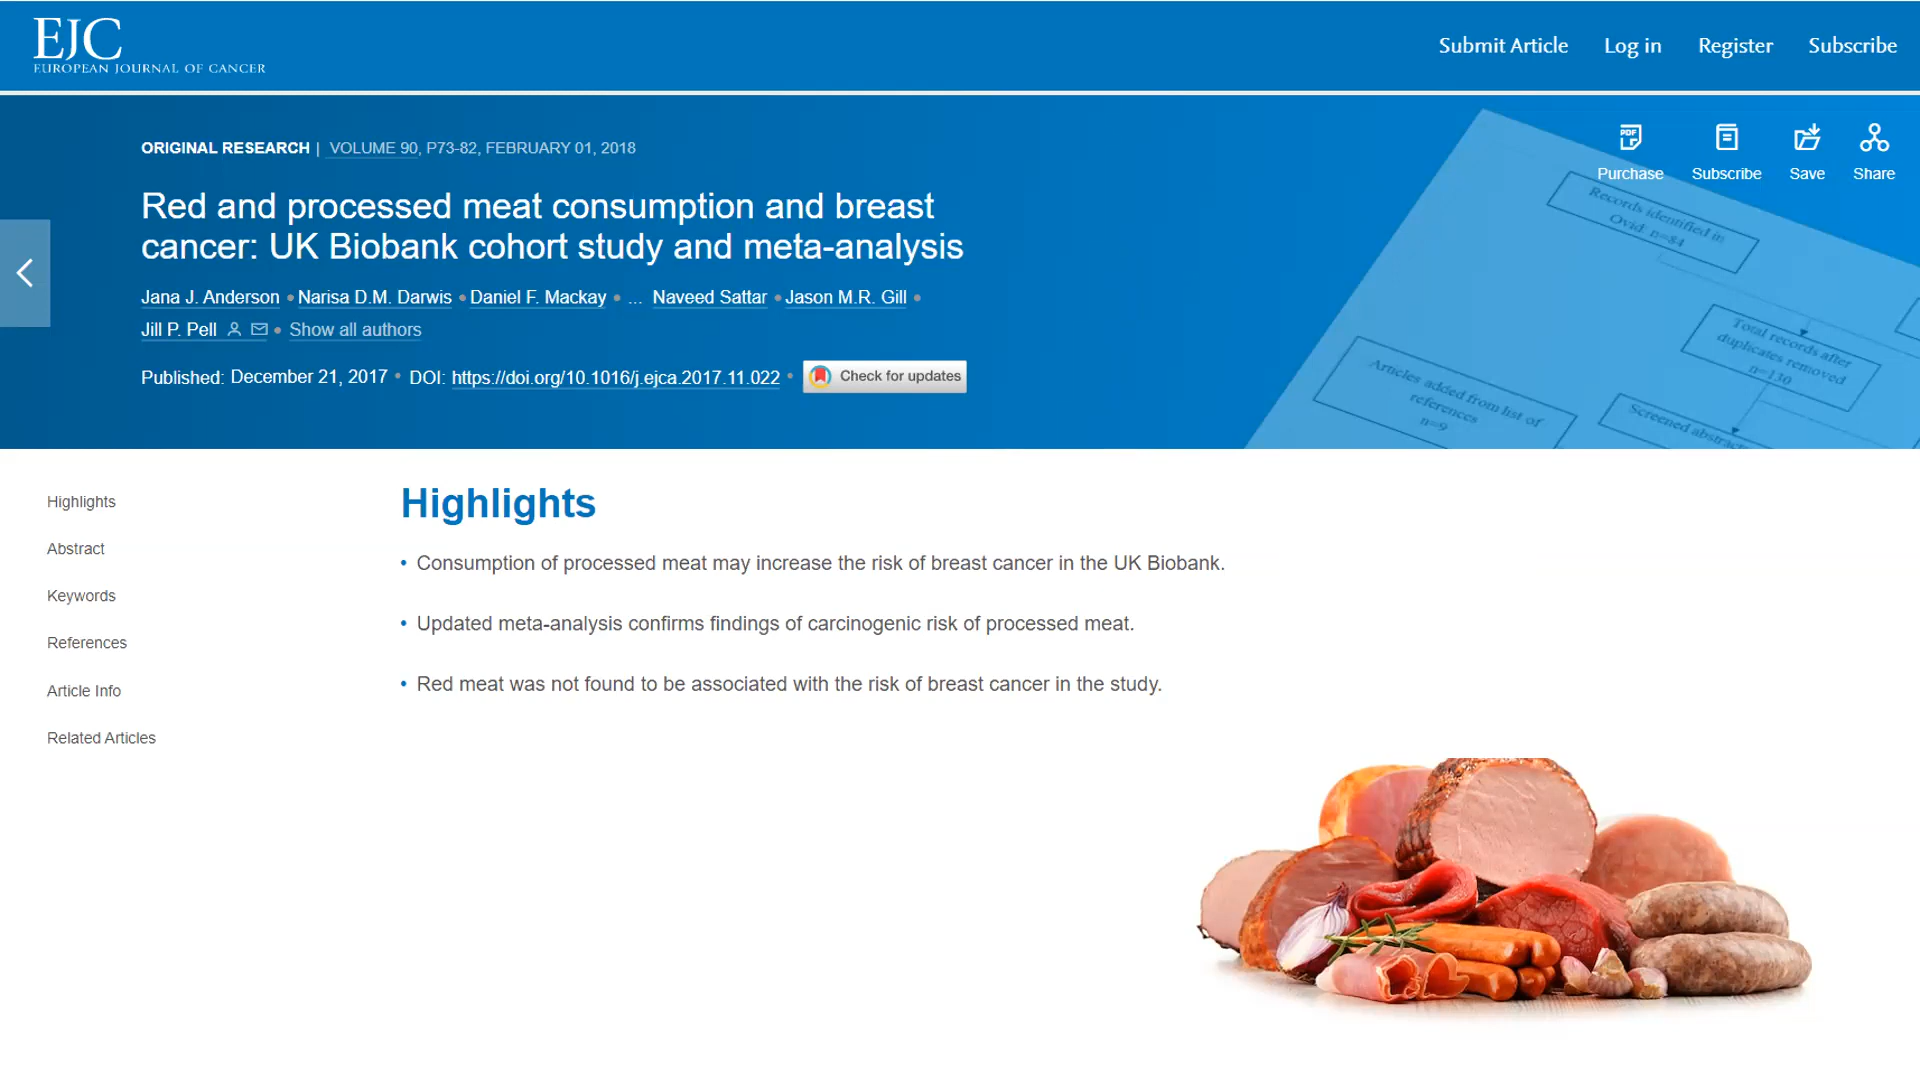 EJC
EUROPEAN JOURNAL OF CANCER
Submit Article Log in Register Subscribe
ORIGINAL RESEARCH | VOLUME 90, P73-82, FEBRUARY 01, 2018
Purchase Subscribe Save Share
Red and processed meat consumption and breast
cancer: UK Biobank cohort study and meta-analysis
Jana J. Anderson • Narisa D.M. Darwis • Daniel F. Mackay • ... Naveed Sattar • Jason M.R. Gill •
Jill P. Pell • Show all authors
Published: December 21, 2017 • DOI: https://doi.org/10.1016/j.ejca.2017.11.022 • Check for updates
Records identified in
Ovid: n=84
Total records after
duplicates removed
n=130
Articles added from list of
references
n=9
Screened
Highlights
Abstract
Keywords
References
Article Info
Related Articles
Highlights
• Consumption of processed meat may increase the risk of breast cancer in the UK Biobank.
• Updated meta-analysis confirms findings of carcinogenic risk of processed meat.
• Red meat was not found to be associated with the risk of breast cancer in the study.